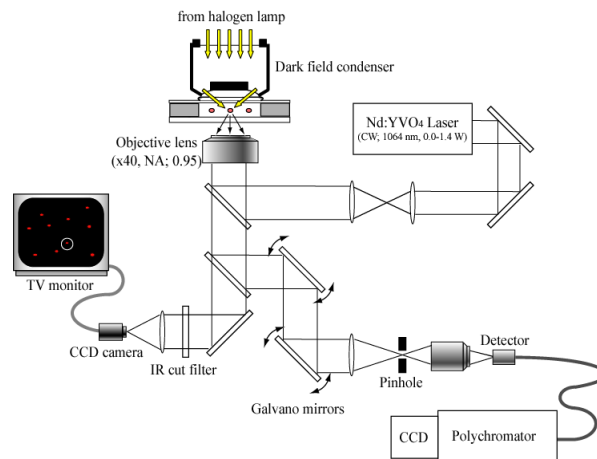 from halogen lamp
Dark field condenser
Nd:YVO4 Laser
(CW; 1064 nm, 0.0-1.4 W)
Objective lens
(x40, NA; 0.95)
TV monitor
CCD camera
IR cut filter
Galvano mirrors
Pinhole
Detector
CCD
Polychromator